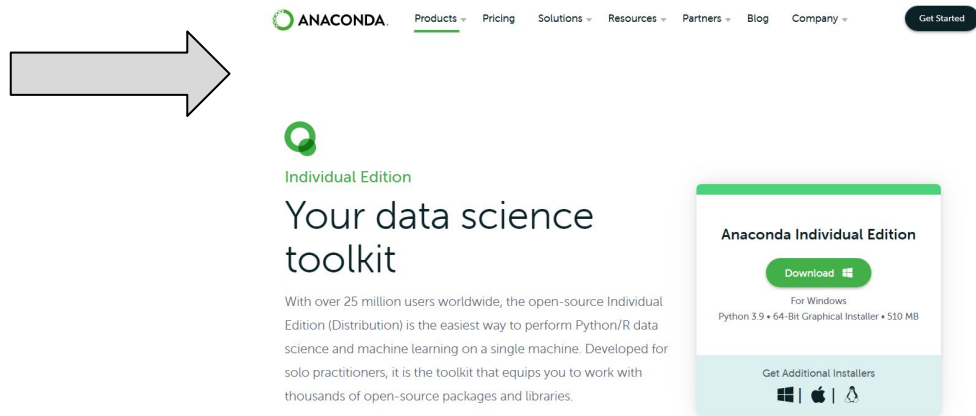 ANACONDA. Products Pricing Solutions Resources Partners Blog Company Get Started
Individual Edition
Your data science
toolkit
With over 25 million users worldwide, the open-source Individual
Edition (Distribution) is the easiest way to perform Python/R data
science and machine learning on a single machine. Developed for
solo practitioners, it is the toolkit that equips you to work with
thousands of open-source packages and libraries.
Anaconda Individual Edition
Download
For Windows
Python 3.9 • 64-Bit Graphical Installer • 510 MB
Get Additional Installers